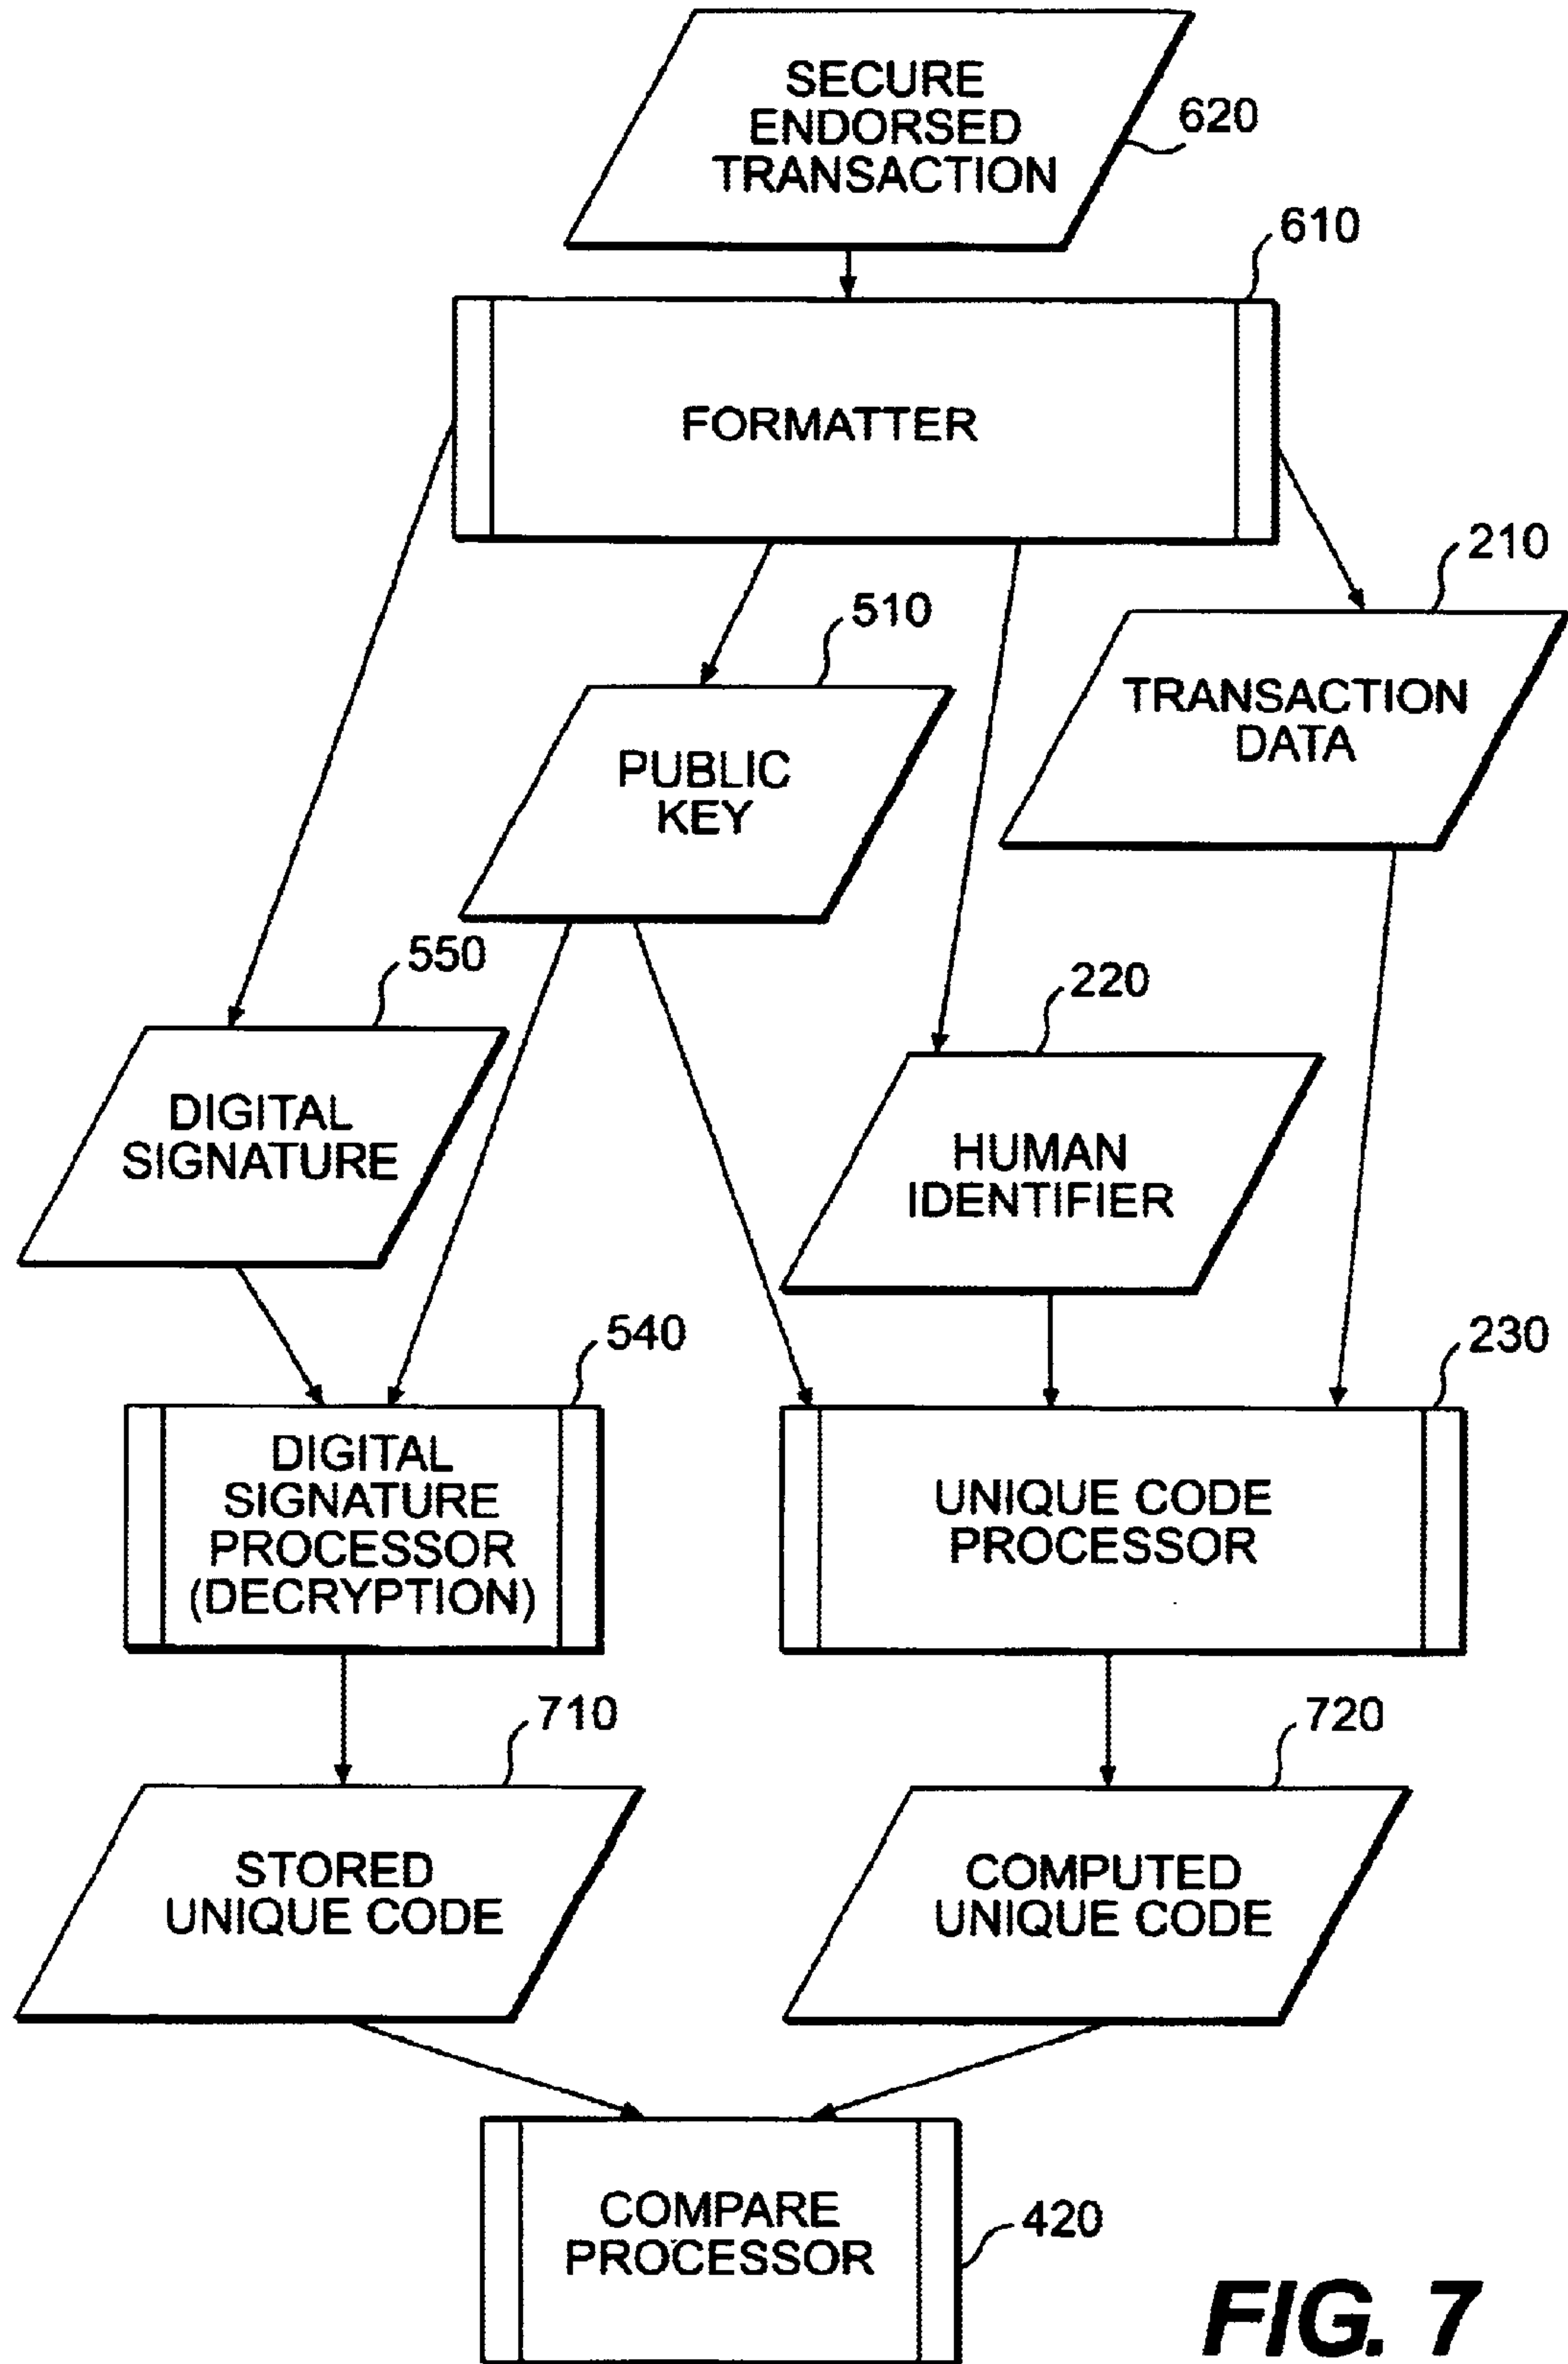 SECURE
ENDORSED
TRANSACTION
620
610
FORMATTER
210
510
TRANSACTION
DATA
PUBLIC
KEY
550
220
DIGITAL
SIGNATURE
HUMAN
IDENTIFIER
540
230
DIGITAL
SIGNATURE
PROCESSOR
(DECRYPTION)
UNIQUE CODE
PROCESSOR
710
720
STORED
UNIQUE CODE
COMPUTED
UNIQUE CODE
COMPARE
PROCESSOR
420
FIG. 7